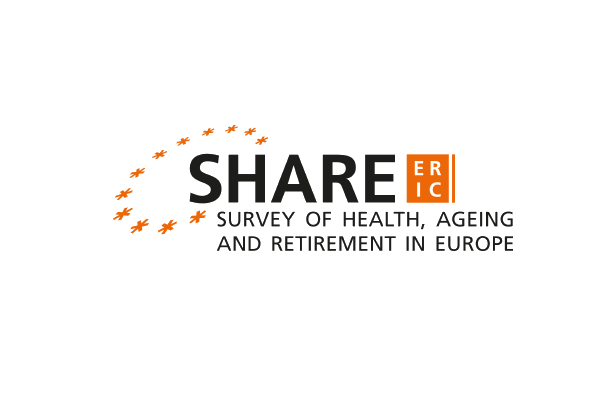 SHARE
ER
IC
SURVEY OF HEALTH, AGEING
AND RETIREMENT IN EUROPE